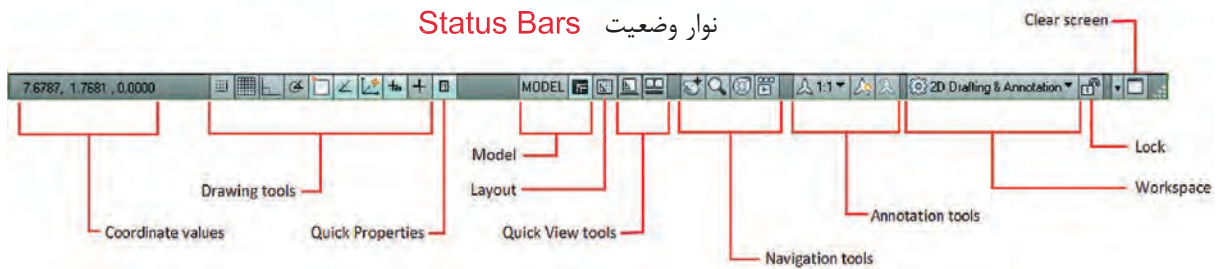 نوار وضعیت Status Bars
Clear screen
7.6787, 1.7681 , 0.0000
MODEL
1:1
2D Drafting & Annotation
Model
Lock
Drawing tools
Layout
Workspace
Annotation tools
Coordinate values
Quick Properties
Quick View tools
Navigation tools